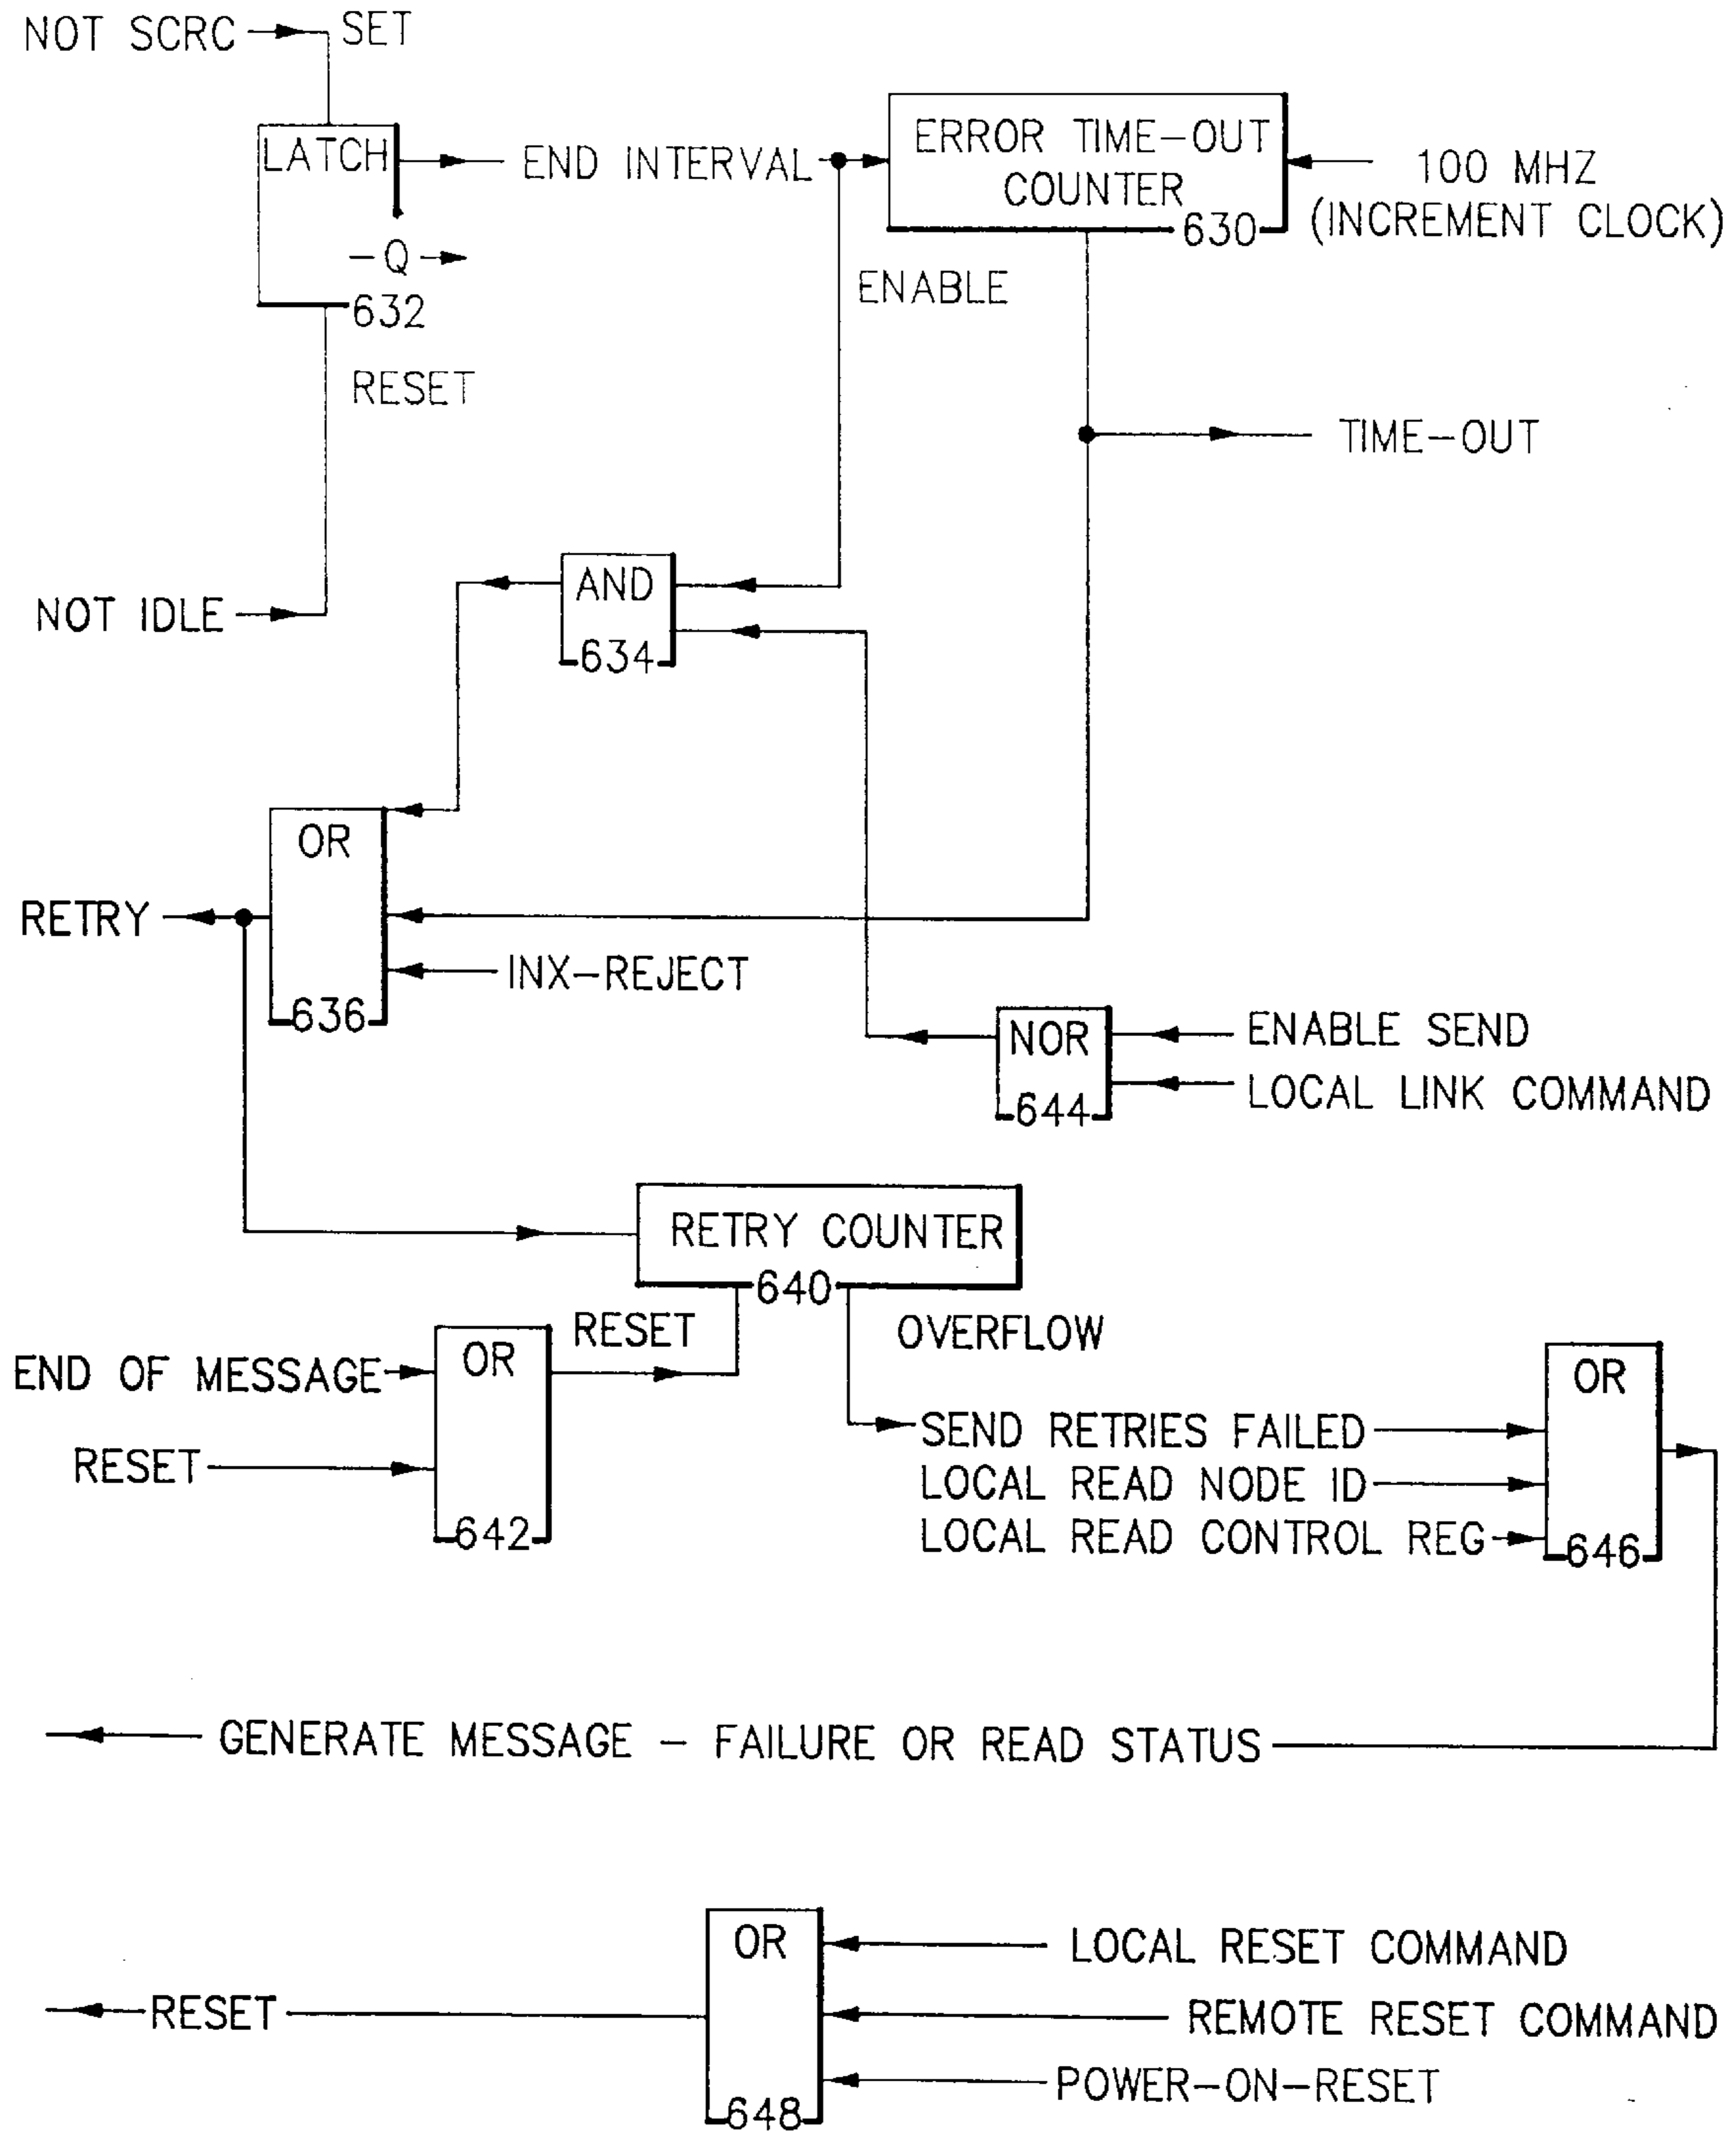 NOT SCRC
SET
LATCH
-Q
632
RESET
END INTERVAL
ERROR TIME-OUT
COUNTER
630
100 MHZ
(INCREMENT CLOCK)
ENABLE
TIME-OUT
NOT IDLE
AND
634
OR
636
RETRY
INX-REJECT
NOR
644
ENABLE SEND
LOCAL LINK COMMAND
RETRY COUNTER
640
RESET
OVERFLOW
END OF MESSAGE
RESET
OR
642
SEND RETRIES FAILED
LOCAL READ NODE ID
LOCAL READ CONTROL REG
OR
646
GENERATE MESSAGE - FAILURE OR READ STATUS
OR
648
LOCAL RESET COMMAND
RESET
REMOTE RESET COMMAND
POWER-ON-RESET